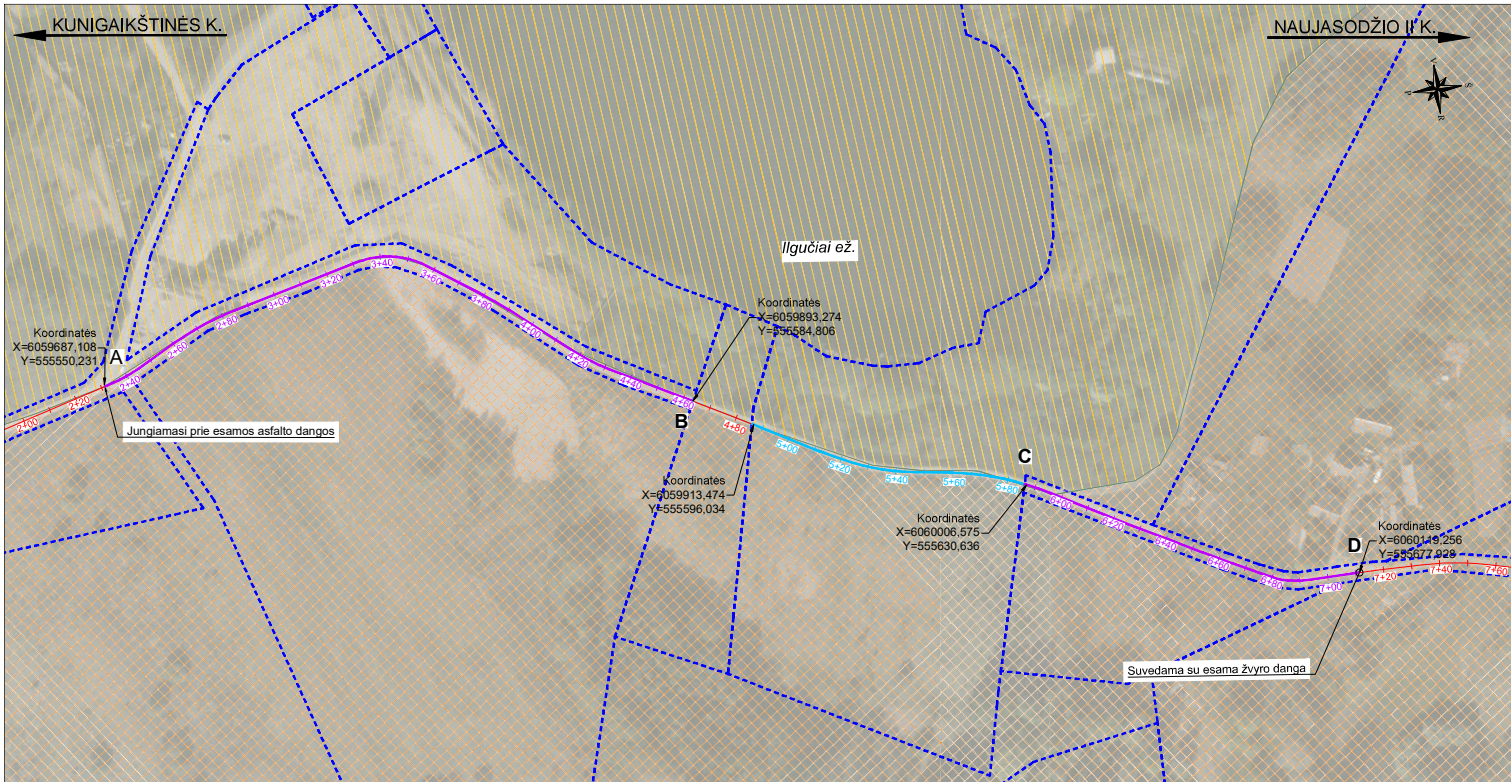 KUNIGAIKŠTINĖS K.
NAUJASODŽIO II K.
V
Š
P
R
Ilgučiai ež.
Koordinatės
X=6059687,108
Y=555550,231
A
Jungiamasi prie esamos asfalto dangos
2+00
2+20
2+40
2+60
2+80
3+00
3+20
3+40
3+60
3+80
4+00
4+20
4+40
4+60
4+80
5+00
5+20
5+40
5+60
5+80
6+00
6+20
6+40
6+60
6+80
7+00
7+20
7+40
7+60
Koordinatės
X=6059893,274
Y=555584,806
B
Koordinatės
X=6059913,474
Y=555596,034
C
Koordinatės
X=6060006,575
Y=555630,636
D
Koordinatės
X=6060119,256
Y=555677,928
Suvedama su esama žvyro danga